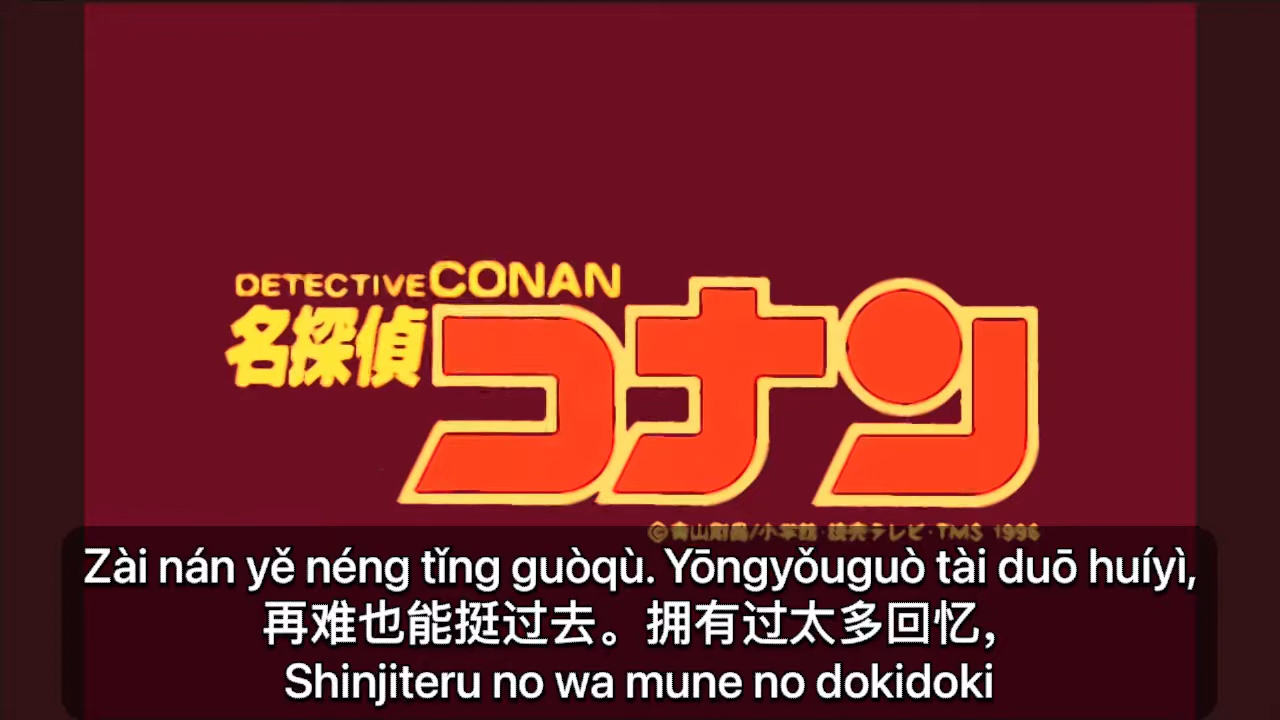 DETECTIVE CONAN
名探偵コナン
©青山剛昌/小学館・読売テレビ・TMS 1996
Zài nán yě néng tǐng guòqù. Yōngyǒuguò tài duō huíyì,
再难也能挺过去。拥有过太多回忆，
Shinjiteru no wa mune no dokidoki